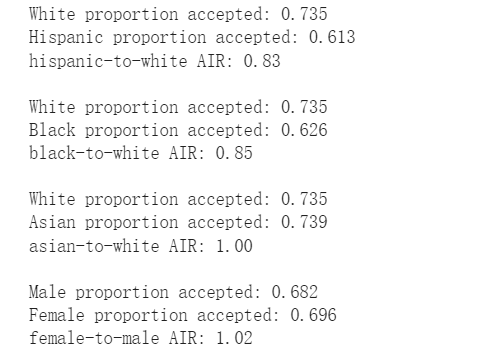 White proportion accepted: 0.735
Hispanic proportion accepted: 0.613
hispanic-to-white AIR: 0.83
White proportion accepted: 0.735
Black proportion accepted: 0.626
black-to-white AIR: 0.85
White proportion accepted: 0.735
Asian proportion accepted: 0.739
asian-to-white AIR: 1.00
Male proportion accepted: 0.682
Female proportion accepted: 0.696
female-to-male AIR: 1.02